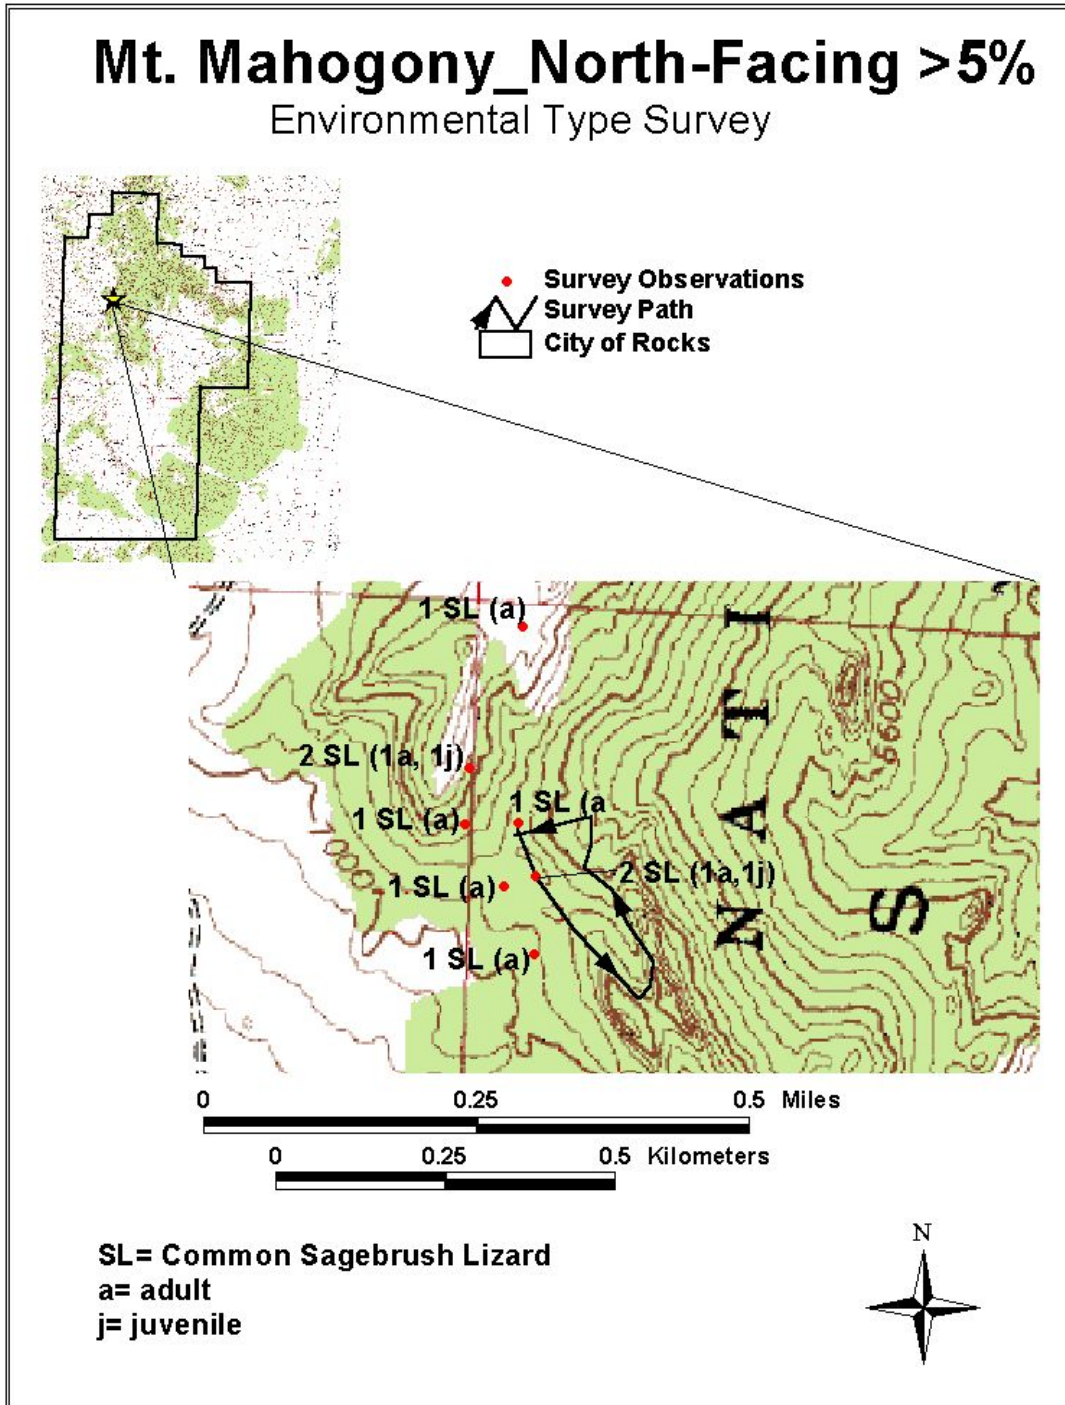 Mt. Mahogony_North-Facing >5%
Environmental Type Survey
Survey Observations
Survey Path
City of Rocks
1 SL (a)
2 SL (1a, 1j)
1 SL (a)
1 SL (a
1 SL (a)
2 SL (1a,1j)
1 SL (a)
7000
6900
N A T I
S
0 0.25 0.5 Miles
0 0.25 0.5 Kilometers
SL= Common Sagebrush Lizard
a= adult
j= juvenile
N